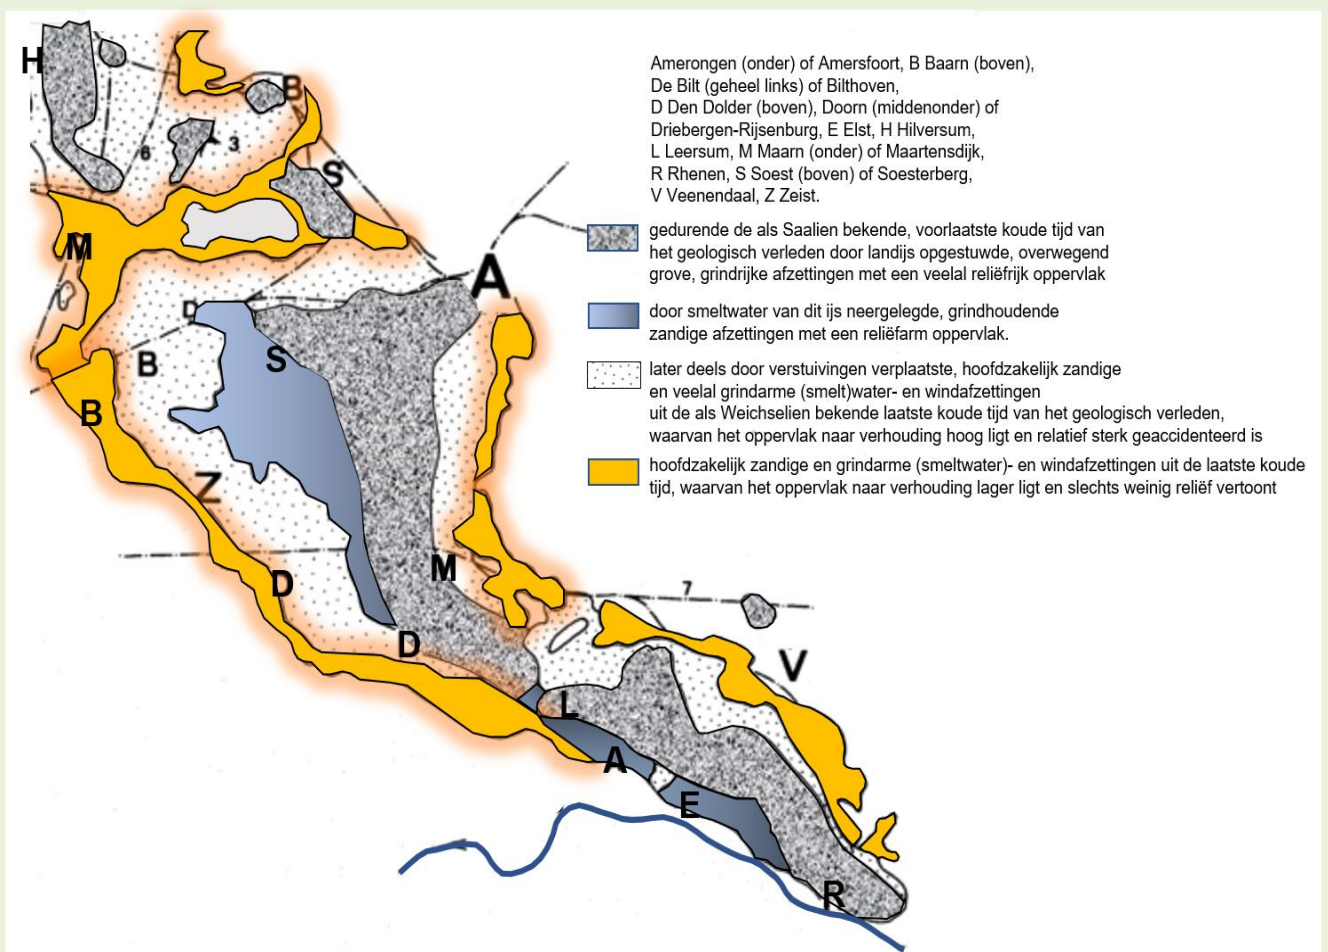 Amerongen (onder) of Amersfoort, B Baarn (boven),
De Bilt (geheel links) of Bilthoven,
D Den Dolder (boven), Doorn (middenonder) of
Driebergen-Rijsenburg, E Elst, H Hilversum,
L Leersum, M Maarn (onder) of Maartensdijk,
R Rhenen, S Soest (boven) of Soesterberg,
V Veenendaal, Z Zeist.
gedurende de als Saalien bekende, voorlaatste koude tijd van
het geologisch verleden door landijs opgestuwde, overwegend
grove, grindrijke afzettingen met een veelal reliëfrijk oppervlak
door smeltwater van dit ijs neergelegde, grindhoudende
zandige afzettingen met een reliëfarm oppervlak.
later deels door verstuivingen verplaatste, hoofdzakelijk zandige
en veelal grindarme (smelt)water- en windafzettingen
uit de als Weichselien bekende laatste koude tijd van het geologisch verleden,
waarvan het oppervlak naar verhouding hoog ligt en relatief sterk geaccidenteerd is
hoofdzakelijk zandige en grindarme (smeltwater)- en windafzettingen uit de laatste koude
tijd, waarvan het oppervlak naar verhouding lager ligt en slechts weinig reliëf vertoont
H
B
3
6
S
M
A
D
S
B
B
Z
M
D
7
D
V
L
A
E
R